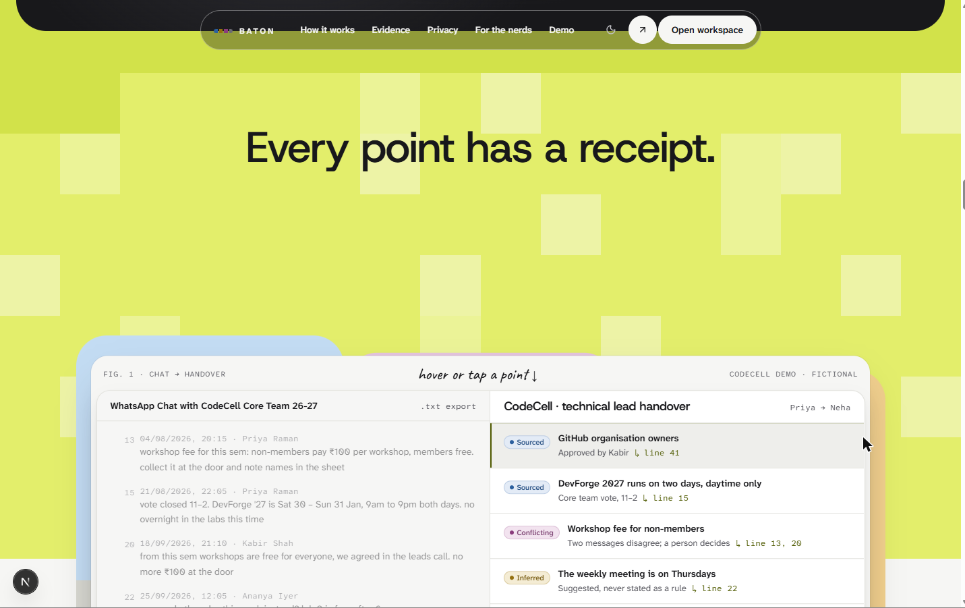 BATON How it works Evidence Privacy For the nerds Demo Open workspace
Every point has a receipt.
FIG. 1 · CHAT → HANDOVER
hover or tap a point ↓
CODECELL DEMO · FICTIONAL
WhatsApp Chat with CodeCell Core Team 26-27
.txt export
13 04/08/2026, 20:15 · Priya Raman
workshop fee for this sem: non-members pay ₹100 per workshop, members free.
collect it at the door and note names in the sheet
15 21/08/2026, 22:05 · Priya Raman
vote closed 11–2. DevForge '27 is Sat 30 - Sun 31 Jan, 9am to 9pm both days. no
overnight in the labs this time
20 18/09/2026, 21:10 · Kabir Shah
from this sem workshops are free for everyone, we agreed in the leads call. no
more ₹100 at the door
22 25/09/2026, 12:05 · Ananya Iyer
CodeCell · technical lead handover
Priya → Neha
Sourced
GitHub organisation owners
Approved by Kabir ↳ line 41
Sourced
DevForge 2027 runs on two days, daytime only
Core team vote, 11–2 ↳ line 15
Conflicting
Workshop fee for non-members
Two messages disagree; a person decides ↳ line 13, 20
Inferred
The weekly meeting is on Thursdays
Suggested, never stated as a rule ↳ line 22
N